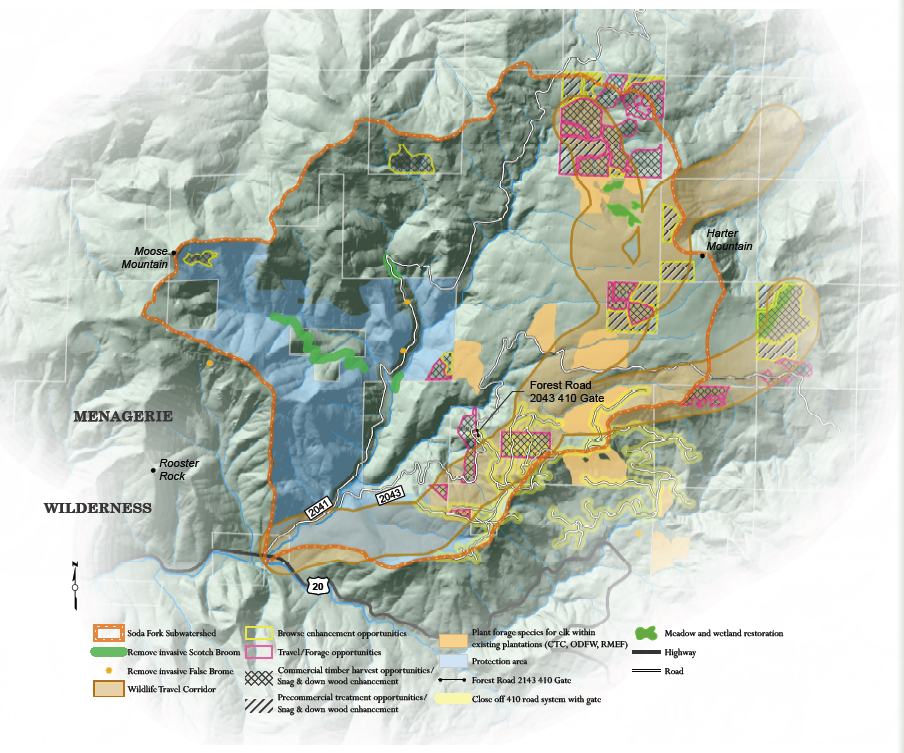 Moose
Mountain
Harter
Mountain
Forest Road
2043 410 Gate
MENAGERIE
Rooster
Rock
WILDERNESS
2041
2043
20
N
Soda Fork Subwatershed
Remove invasive Scotch Broom
Remove invasive False Brome
Wildlife Travel Corridor
Browse enhancement opportunities
Travel/Forage opportunities
Commercial timber harvest opportunities/
Snag & down wood enhancement
Precommercial treatment opportunities/
Snag & down wood enhancement
Plant forage species for elk within
existing plantations (CTC, ODFW, RMEF)
Protection area
Forest Road 2143 410 Gate
Close off 410 road system with gate
Meadow and wetland restoration
Highway
Road